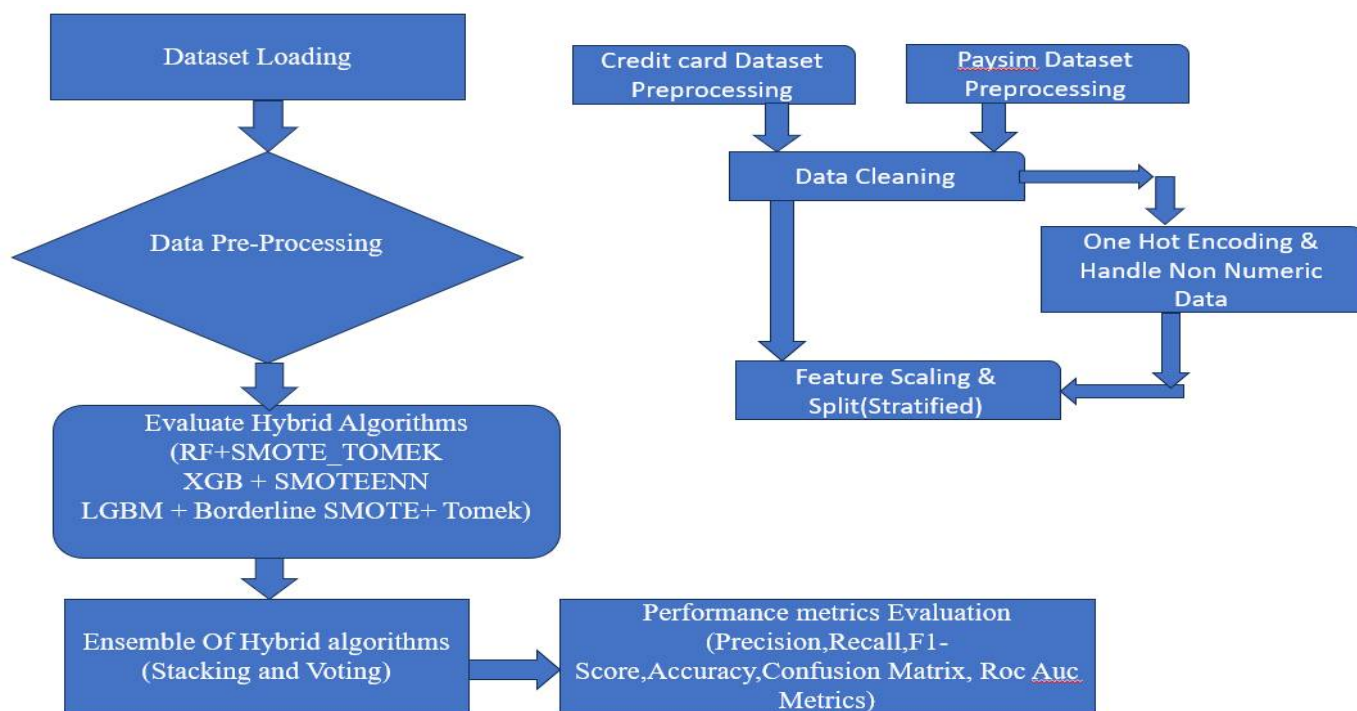 Dataset Loading
Data Pre-Processing
Evaluate Hybrid Algorithms
(RF+SMOTE_TOMEK
XGB + SMOTEENN
LGBM + Borderline SMOTE+ Tomek)
Ensemble Of Hybrid algorithms
(Stacking and Voting)
Performance metrics Evaluation
(Precision,Recall,F1-
Score,Accuracy,Confusion Matrix, Roc Auc
Metrics)
Credit card Dataset
Preprocessing
Paysim Dataset
Preprocessing
Data Cleaning
One Hot Encoding &
Handle Non Numeric
Data
Feature Scaling &
Split(Stratified)